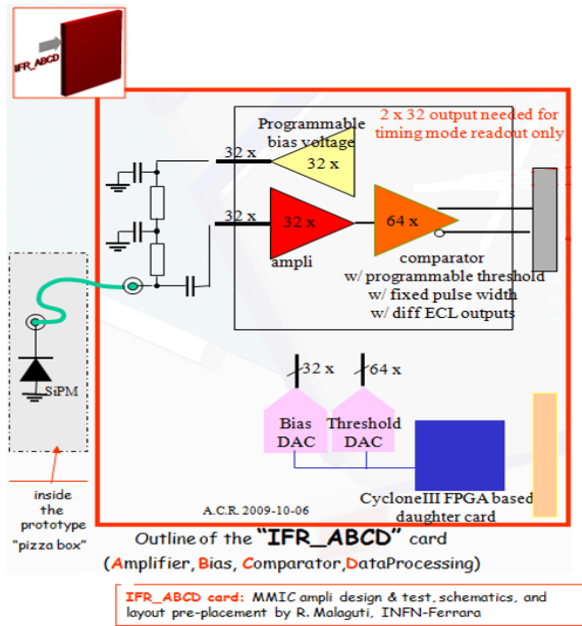 IFR_ABCD
2 x 32 output needed for
timing mode readout only
Programmable
bias voltage
32 x
32 x
32 x
32 x
64 x
ampli
comparator
w/ programmable threshold
w/ fixed pulse width
w/ diff ECL outputs
SiPM
32 x
64 x
Bias
DAC
Threshold
DAC
CycloneIII FPGA based
daughter card
inside
the
prototype
"pizza box"
A.C.R. 2009-10-06
Outline of the "IFR_ABCD" card
(Amplifier, Bias, Comparator,DataProcessing)
IFR_ABCD card: MMIC ampli design & test, schematics, and
layout pre-placement by R. Malaguti, INFN-Ferrara